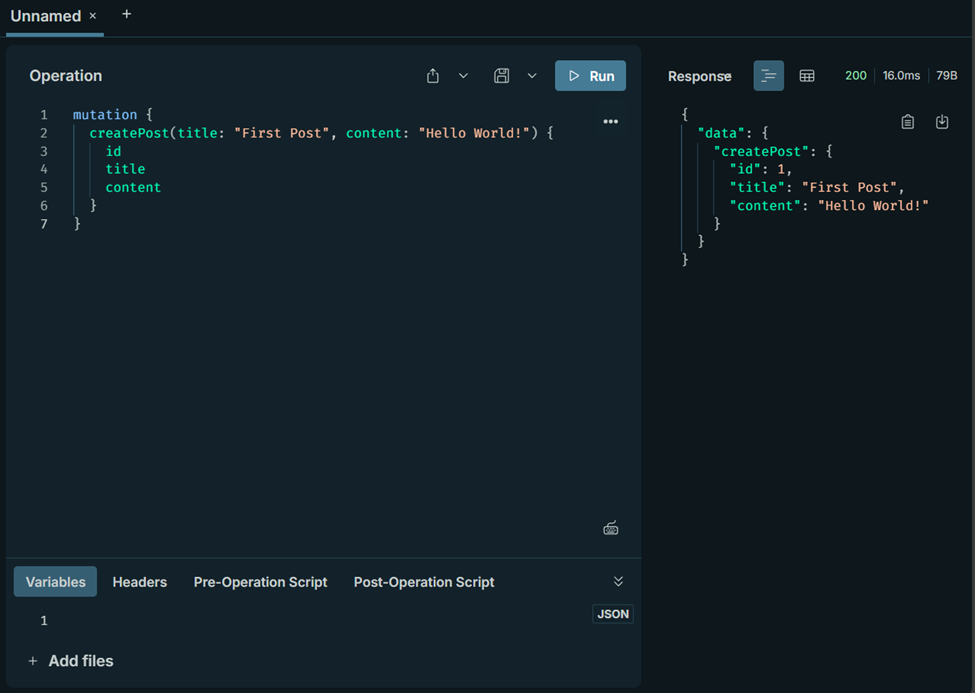 Unnamed × +
Operation
Run
1 mutation {
2 createPost(title: "First Post", content: "Hello World!") {
3 id
4 title
5 content
6 }
7 }
Response
200 16.0ms 79B
{
"data": {
"createPost": {
"id": 1,
"title": "First Post",
"content": "Hello World!"
}
}
}
Variables Headers Pre-Operation Script Post-Operation Script
1
JSON
+ Add files